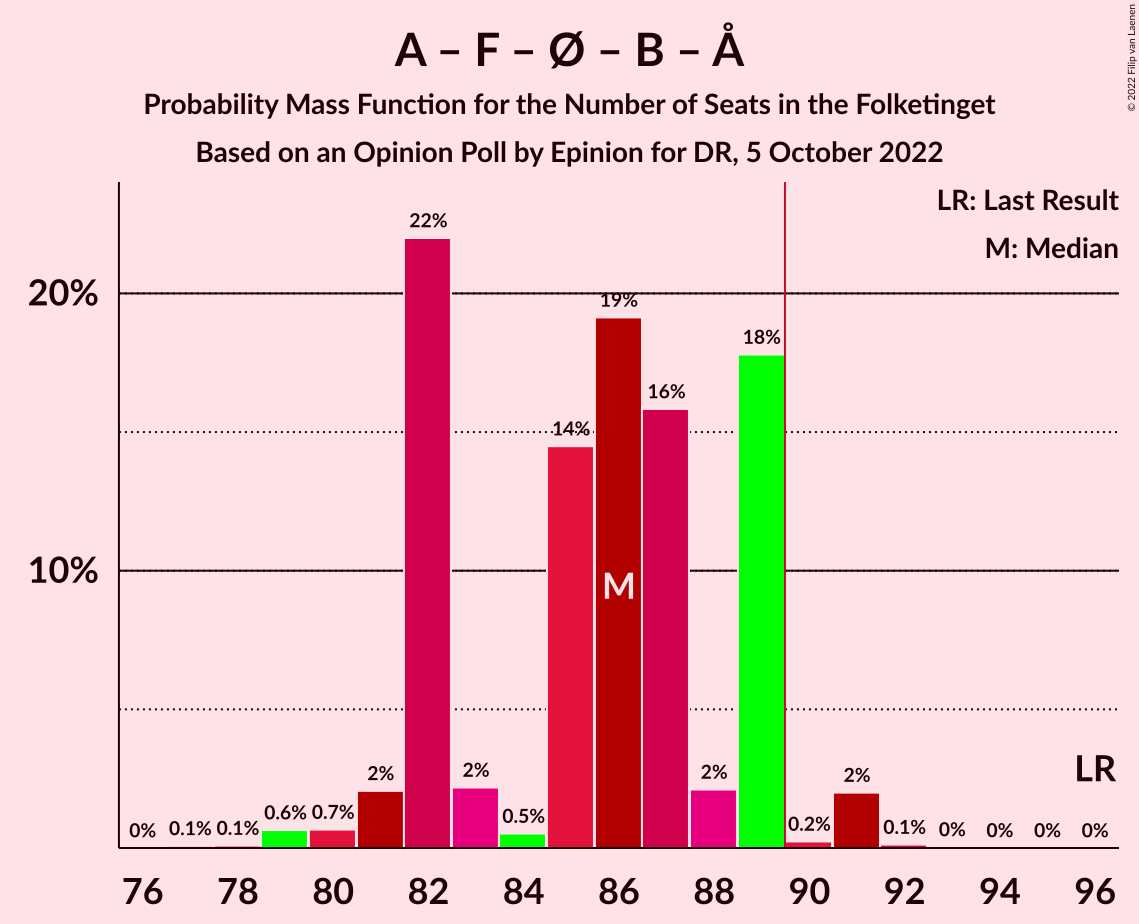 A – F – Ø – B – Å
Probability Mass Function for the Number of Seats in the Folketinget
Based on an Opinion Poll by Epinion for DR, 5 October 2022
© 2022 Filip van Laenen
LR: Last Result
M: Median
20%
10%
0%
0.1%
0.1%
0.6%
0.7%
2%
22%
2%
0.5%
14%
19%
16%
2%
18%
0.2%
2%
0.1%
0%
0%
0%
0%
M
LR
76 78 80 82 84 86 88 90 92 94 96